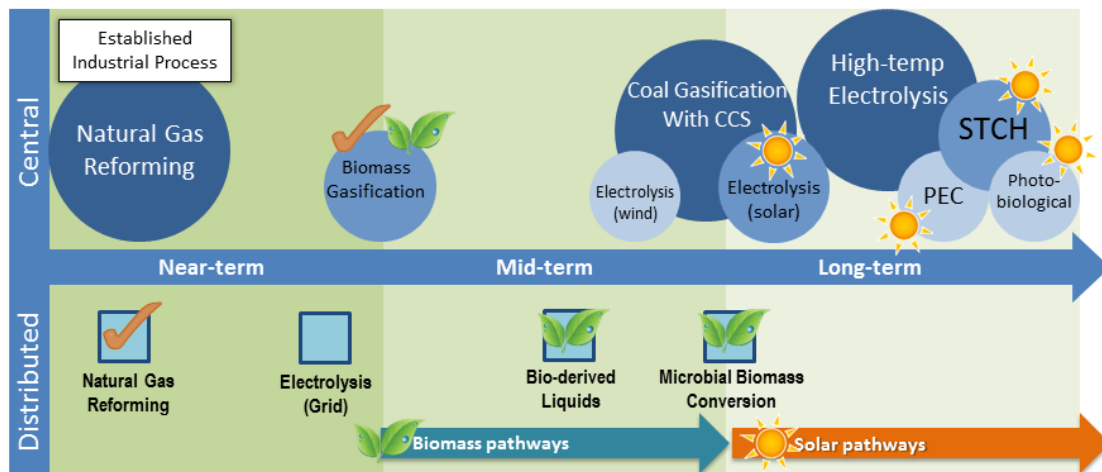 Established
Industrial Process
Central
Natural Gas
Reforming
Biomass
Gasification
Coal Gasification
With CCS
Electrolysis
(wind)
Electrolysis
(solar)
High-temp
Electrolysis
STCH
PEC
Photo-
biological
Near-term
Mid-term
Long-term
Distributed
Natural Gas
Reforming
Electrolysis
(Grid)
Bio-derived
Liquids
Microbial Biomass
Conversion
Biomass pathways
Solar pathways